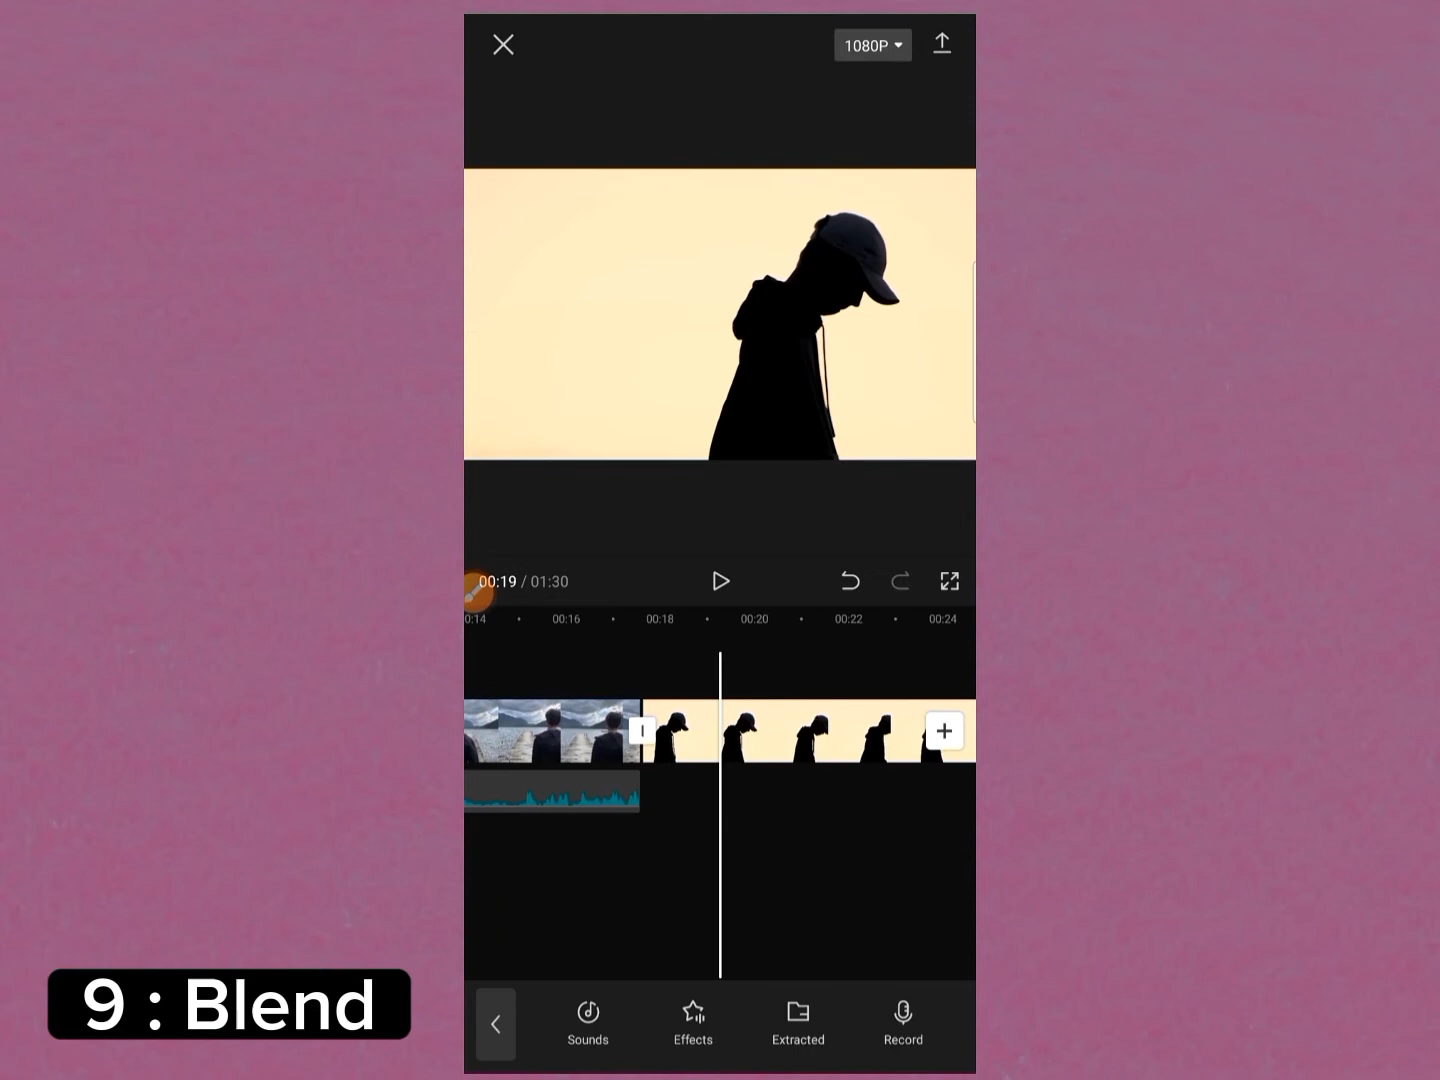 1080P
00:19 / 01:30
0:14 00:16 00:18 00:20 00:22 00:24
Sounds Effects Extracted Record
9 : Blend